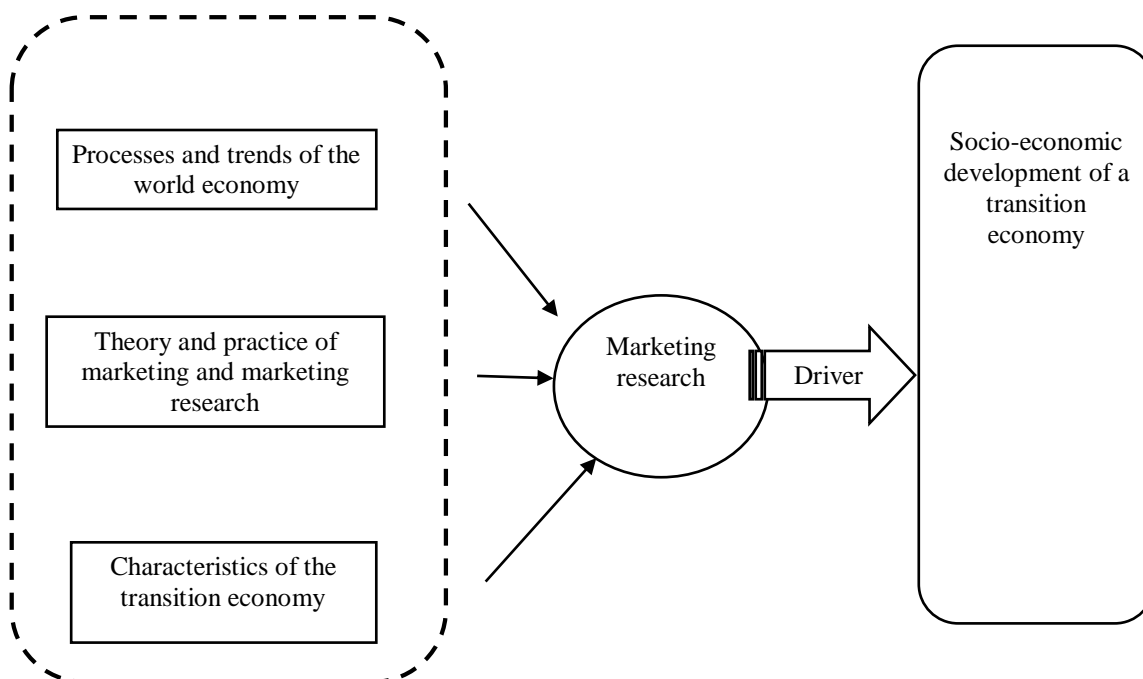 Processes and trends of the
world economy
Theory and practice of
marketing and marketing
research
Characteristics of the
transition economy
Marketing
research
Driver
Socio-economic
development of a
transition
economy